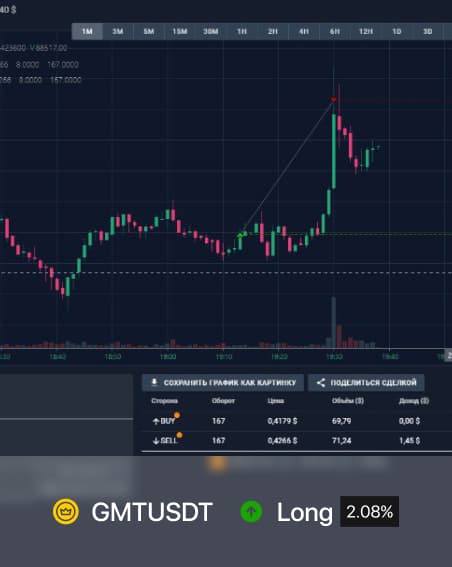 40 $
1M 3M 5M 15M 30M 1H 2H 4H 6H 12H 1D 3D
423600 V 88517.00
66 8.0000 167.0000
266 8.0000 167.0000
18:40 18:50 19:00 19:10 19:20 19:30 19:40
СОХРАНИТЬ ГРАФИК КАК КАРТИНКУ ПОДЕЛИТЬСЯ СДЕЛКОЙ
Сторона Оборот Цена Объём ($) Доход ($)
BUY 167 0,4179 $ 69,79 0,00 $
SELL 167 0,4266 $ 71,24 1,45 $
GMTUSDT Long 2.08%